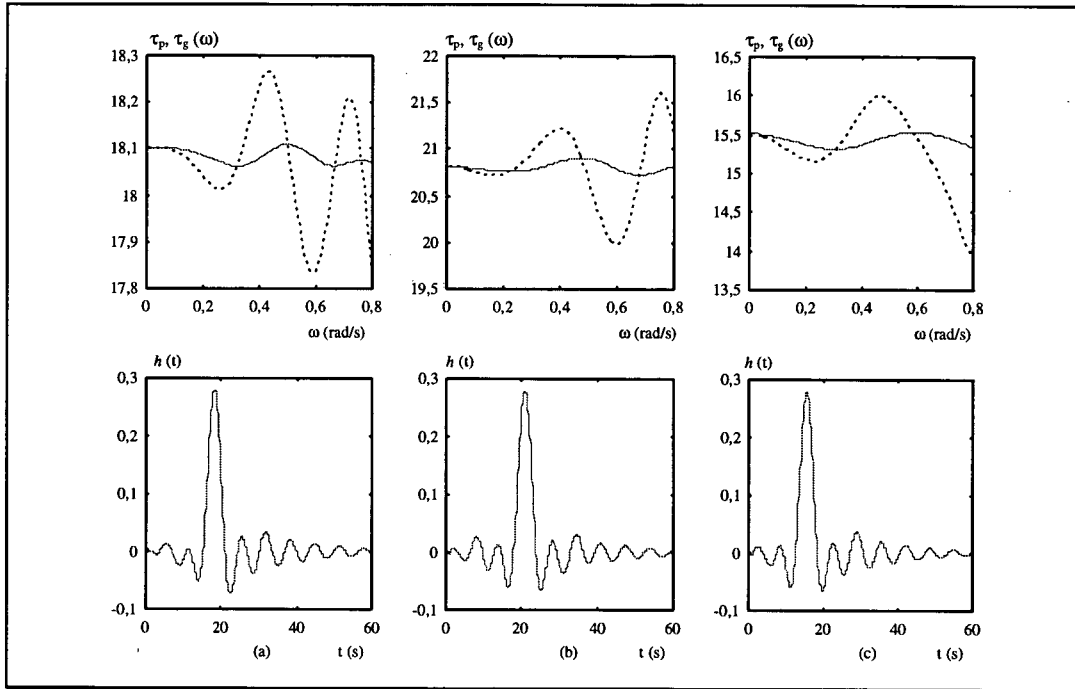 τp, τg (ω)
18,3
18,2
18,1
18
17,9
17,8
0 0,2 0,4 0,6 0,8
ω (rad/s)
τp, τg (ω)
22
21,5
21
20,5
20
19,5
0 0,2 0,4 0,6 0,8
ω (rad/s)
τp, τg (ω)
16,5
16
15,5
15
14,5
14
13,5
0 0,2 0,4 0,6 0,8
ω (rad/s)
h (t)
0,3
0,2
0,1
0
-0,1
0 20 40 60
(a) t (s)
h (t)
0,3
0,2
0,1
0
-0,1
0 20 40 60
(b) t (s)
h (t)
0,3
0,2
0,1
0
-0,1
0 20 40 60
(c) t (s)